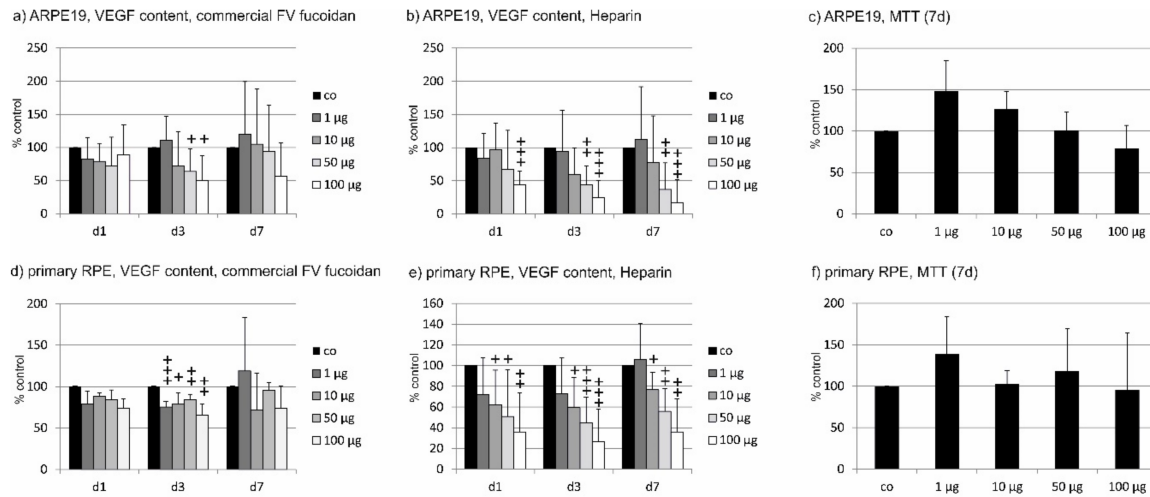 a) ARPE19, VEGF content, commercial FV fucoidan
% control
250
200
150
100
50
0
++
d1
d3
d7
co
1 µg
10 µg
50 µg
100 µg
b) ARPE19, VEGF content, Heparin
% control
250
200
150
100
50
0
+++
++
+++
++
+++
d1
d3
d7
co
1 µg
10 µg
50 µg
100 µg
c) ARPE19, MTT (7d)
% control
200
150
100
50
0
co
1 µg
10 µg
50 µg
100 µg
d) primary RPE, VEGF content, commercial FV fucoidan
% control
200
150
100
50
0
+++
+
++
++
d1
d3
d7
co
1 µg
10 µg
50 µg
100 µg
e) primary RPE, VEGF content, Heparin
% control
160
140
120
100
80
60
40
20
0
+
+
++
+
+++
+++
+
++
++
d1
d3
d7
co
1 µg
10 µg
50 µg
100 µg
f) primary RPE, MTT (7d)
% control
200
150
100
50
0
co
1 µg
10 µg
50 µg
100 µg